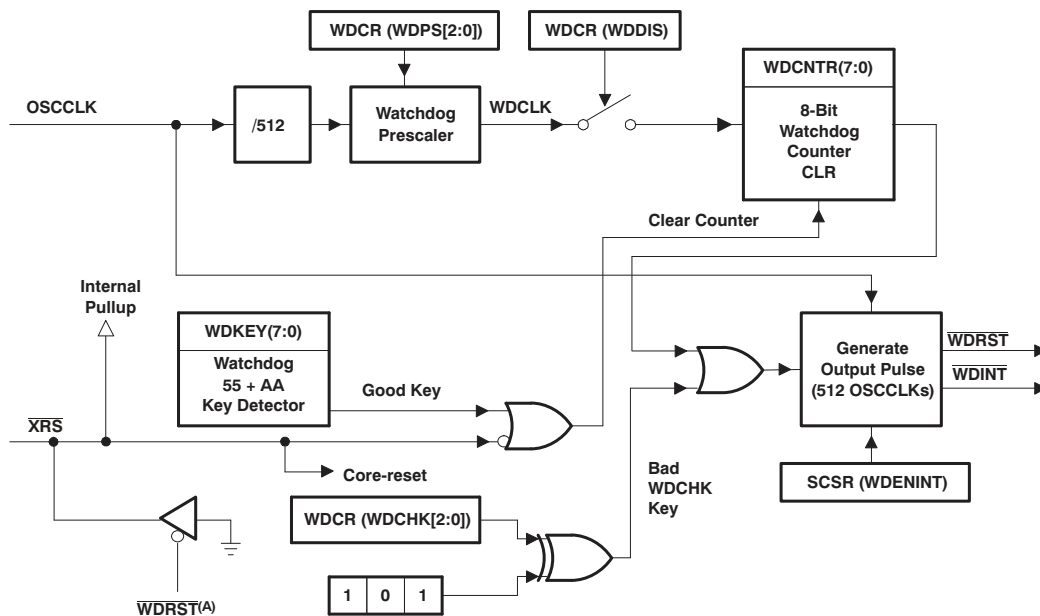 WDCR (WDPS[2:0])
WDCR (WDDIS)
WDCNTR(7:0)
OSCCLK
/512
Watchdog
Prescaler
WDCLK
8-Bit
Watchdog
Counter
CLR
Clear Counter
Internal
Pullup
WDKEY(7:0)
Watchdog
55 + AA
Key Detector
Good Key
Generate
Output Pulse
(512 OSCCLKs)
WDRST
WDINT
XRS
Core-reset
Bad
WDCHK
Key
SCSR (WDENINT)
WDCR (WDCHK[2:0])
1 0 1
WDRST(A)